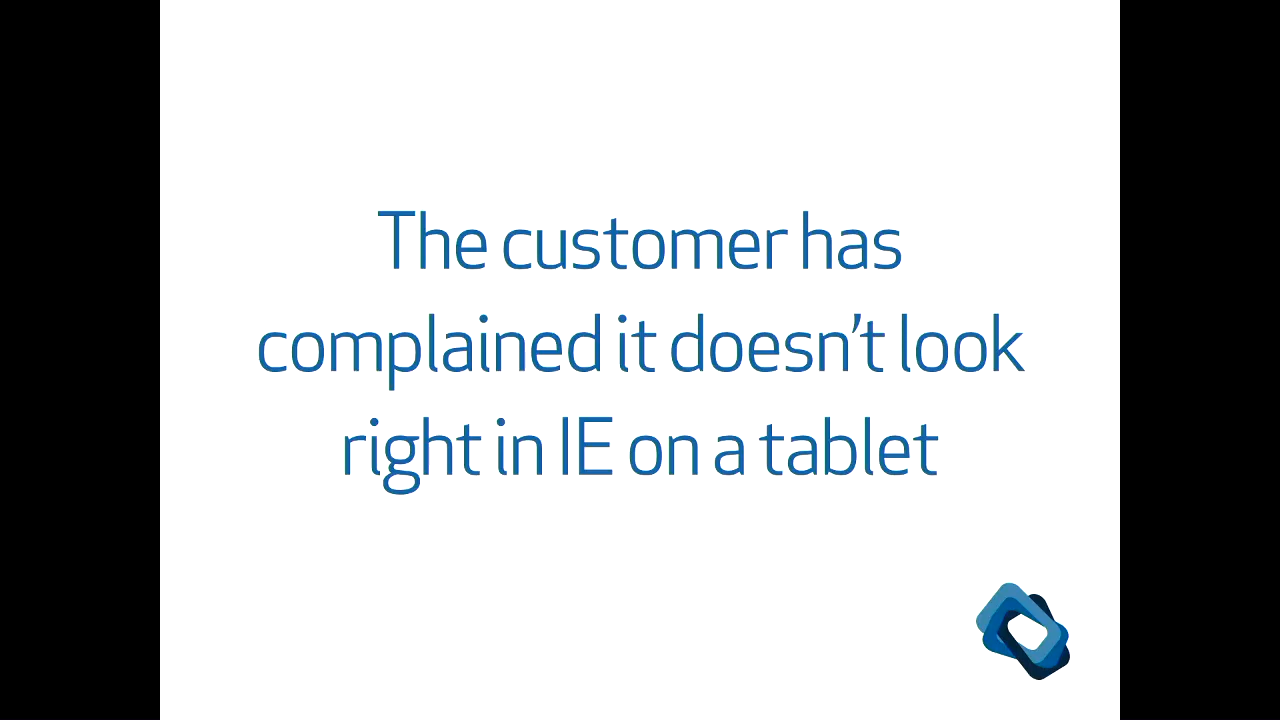 The customer has
complained it doesn’t look
right in IE on a tablet